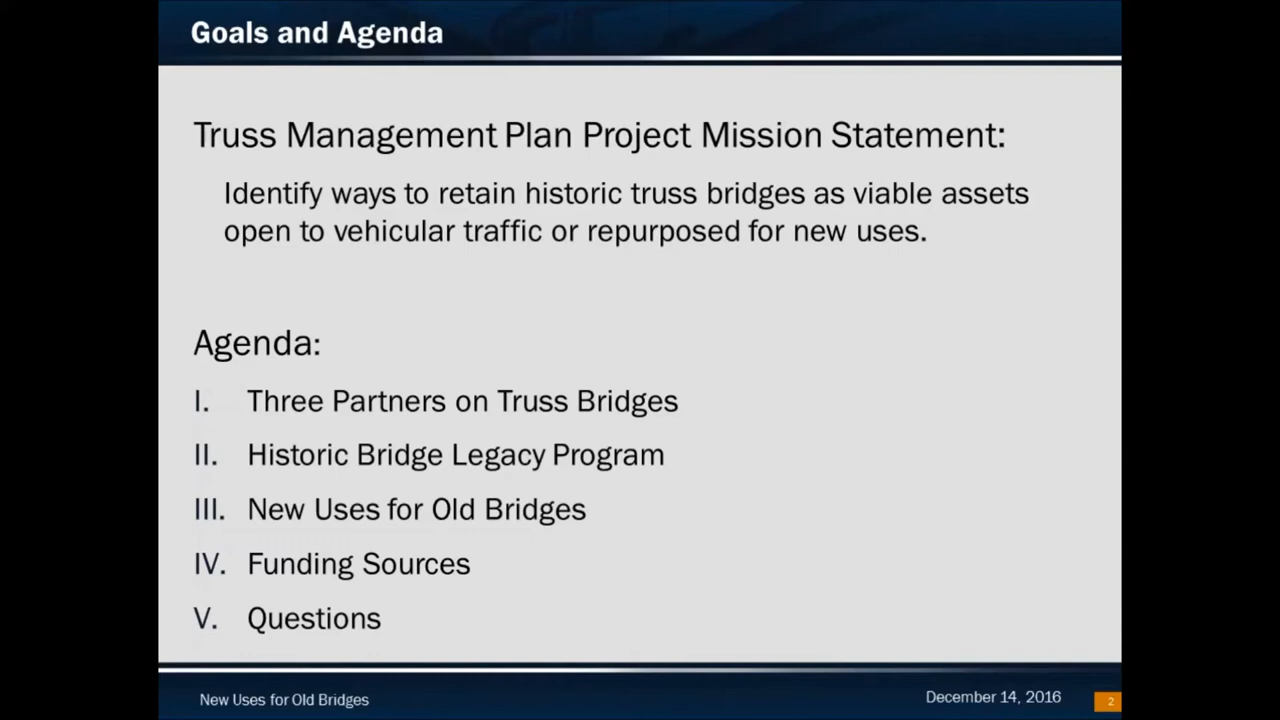 Goals and Agenda
Truss Management Plan Project Mission Statement:
Identify ways to retain historic truss bridges as viable assets
open to vehicular traffic or repurposed for new uses.
Agenda:
I. Three Partners on Truss Bridges
II. Historic Bridge Legacy Program
III. New Uses for Old Bridges
IV. Funding Sources
V. Questions
New Uses for Old Bridges
December 14, 2016
2